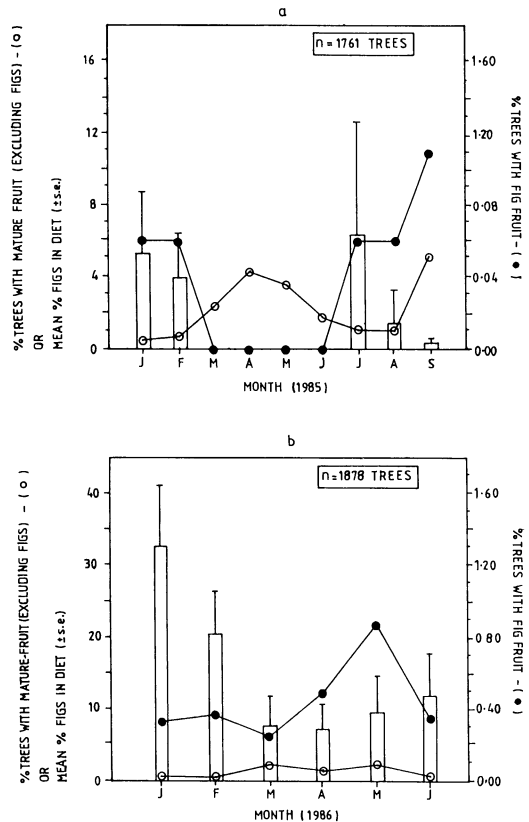 a
n=1761 TREES
%TREES WITH MATURE FRUIT (EXCLUDING FIGS) - (o)
OR
MEAN % FIGS IN DIET (±s.e.)
16
12
8
4
0
1·60
1·20
0·08
0·04
0·00
%TREES WITH FIG FRUIT - (●)
J F M A M J J A S
MONTH (1985)
b
n=1878 TREES
%TREES WITH MATURE-FRUIT (EXCLUDING FIGS) - (o)
OR
MEAN % FIGS IN DIET (±s.e.)
40
30
20
10
0
1·60
1·20
0·80
0·40
0·00
%TREES WITH FIG FRUIT - (●)
J F M A M J
MONTH (1986)